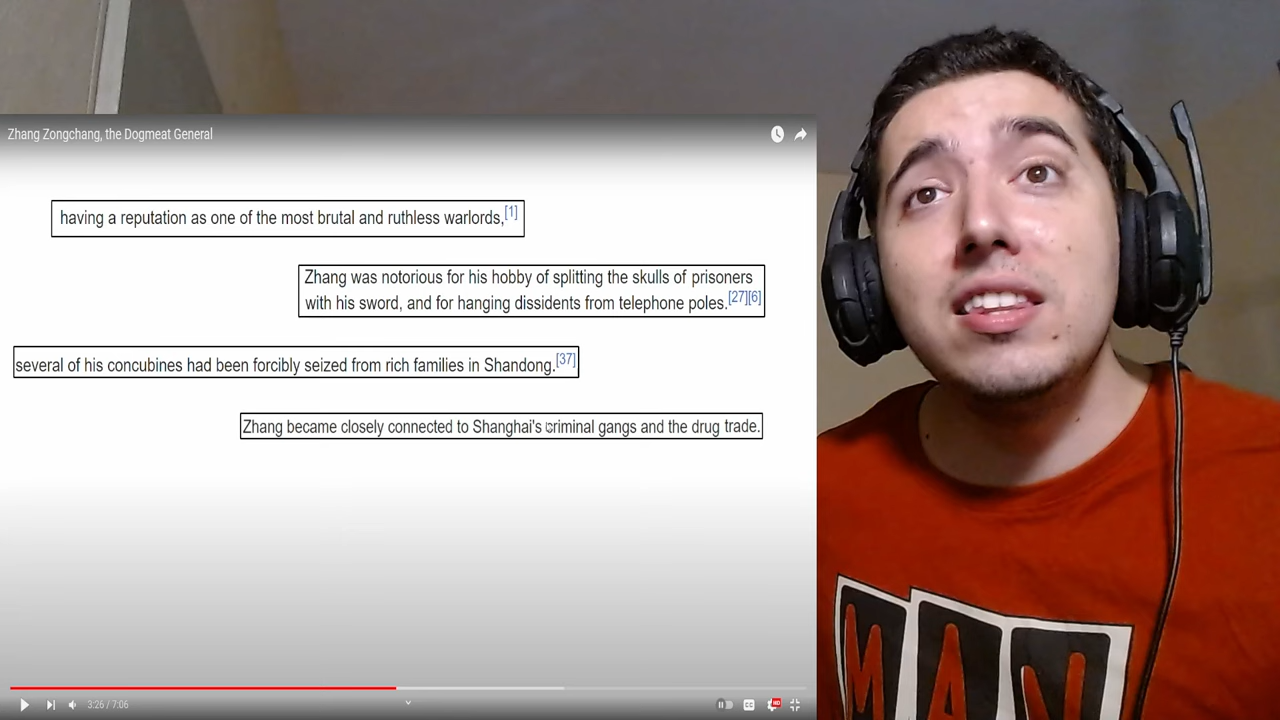 Zhang Zongchang, the Dogmeat General
having a reputation as one of the most brutal and ruthless warlords,[1]
Zhang was notorious for his hobby of splitting the skulls of prisoners
with his sword, and for hanging dissidents from telephone poles.[27][6]
several of his concubines had been forcibly seized from rich families in Shandong.[37]
Zhang became closely connected to Shanghai's criminal gangs and the drug trade.
3:26 / 7:06
CC
HD
MAN